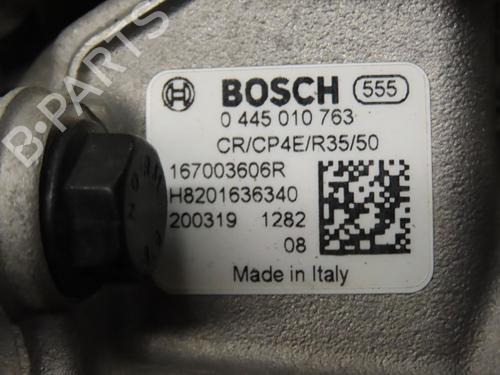 BOSCH 555
0 445 010 763
CR/CP4E/R35/50
167003606R
H8201636340
200319 1282
08
Made in Italy
B-Parts